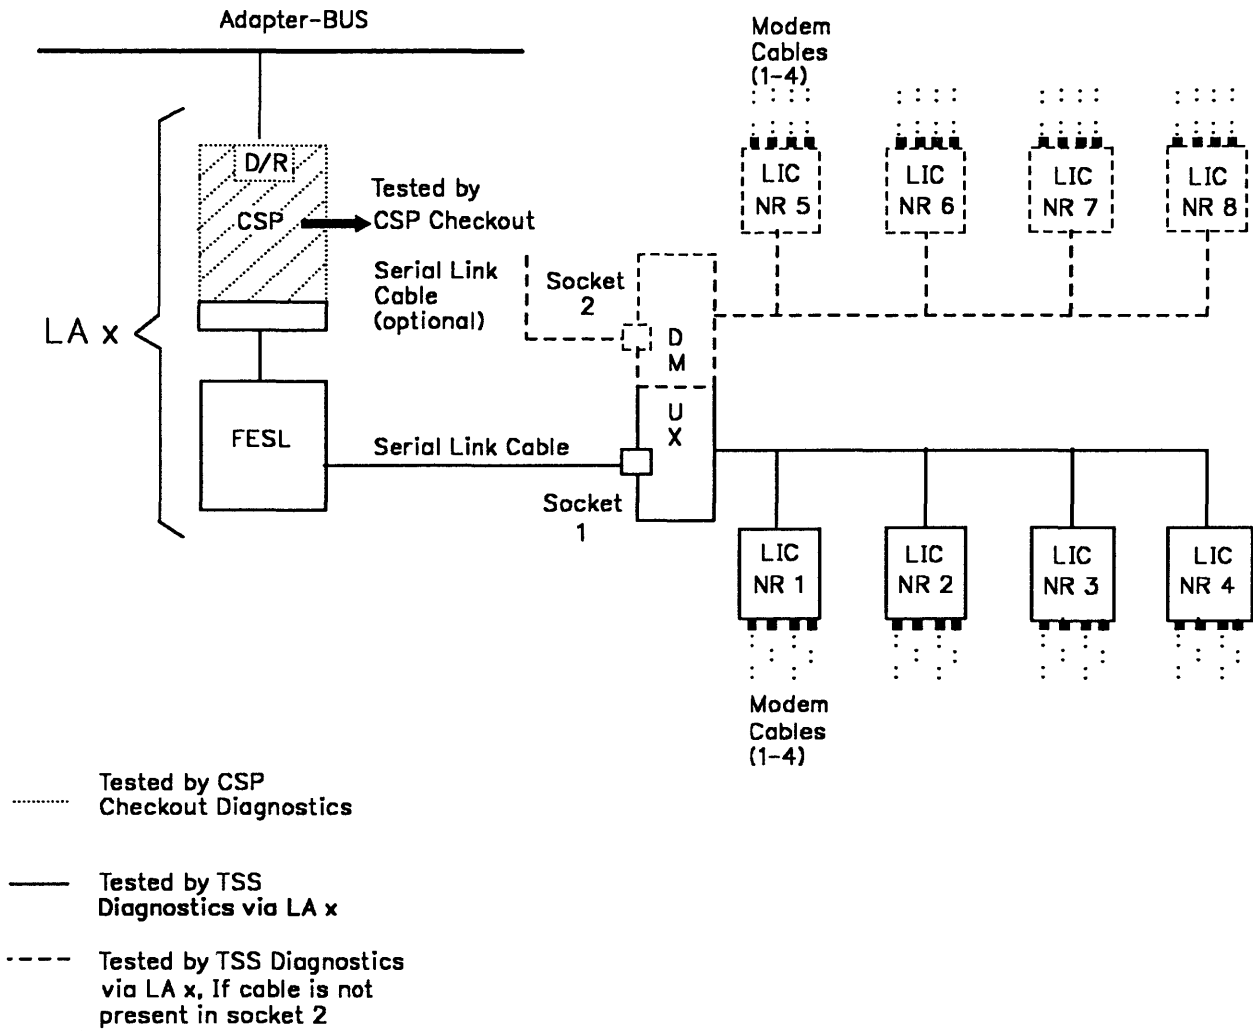 Adapter-BUS
Modem
Cables
(1-4)
D/R
CSP
Tested by
CSP Checkout
LIC
NR 5
LIC
NR 6
LIC
NR 7
LIC
NR 8
Serial Link
Cable
(optional)
Socket
2
LA x
D
M
U
X
FESL
Serial Link Cable
Socket
1
LIC
NR 1
LIC
NR 2
LIC
NR 3
LIC
NR 4
Modem
Cables
(1-4)
Tested by CSP
Checkout Diagnostics
Tested by TSS
Diagnostics via LA x
Tested by TSS Diagnostics
via LA x, If cable is not
present in socket 2